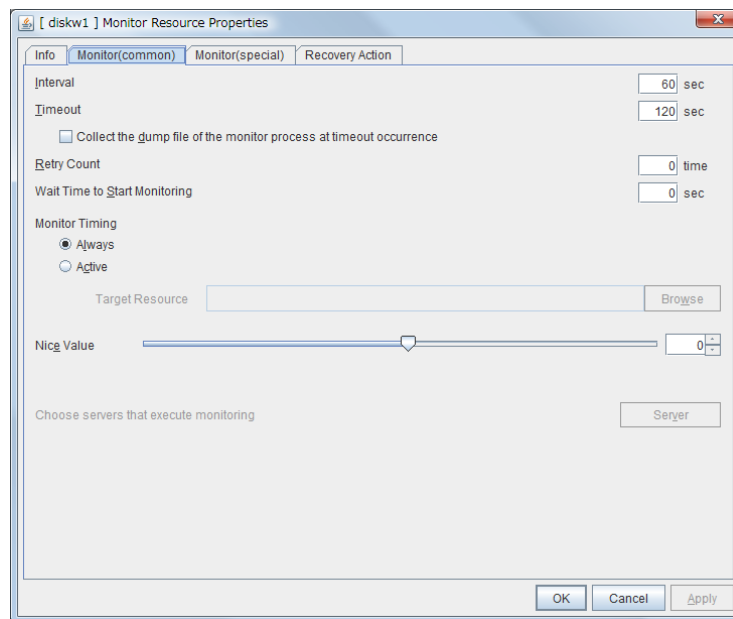 [ diskw1 ] Monitor Resource Properties
Info Monitor(common) Monitor(special) Recovery Action
Interval 60 sec
Timeout 120 sec
Collect the dump file of the monitor process at timeout occurrence
Retry Count 0 time
Wait Time to Start Monitoring 0 sec
Monitor Timing
Always
Active
Target Resource Browse
Nice Value 0
Choose servers that execute monitoring Server
OK Cancel Apply